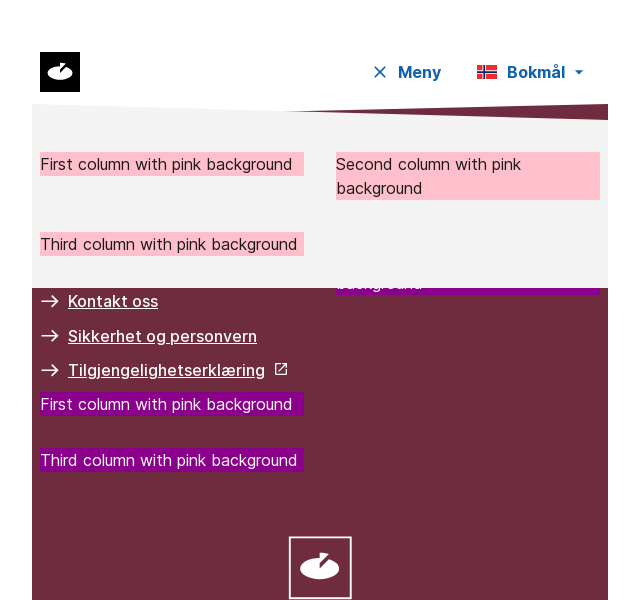 Meny
Bokmål
First column with pink background
Second column with pink
background
Third column with pink background
Kontakt oss
Sikkerhet og personvern
Tilgjengelighetserklæring
First column with pink background
Third column with pink background